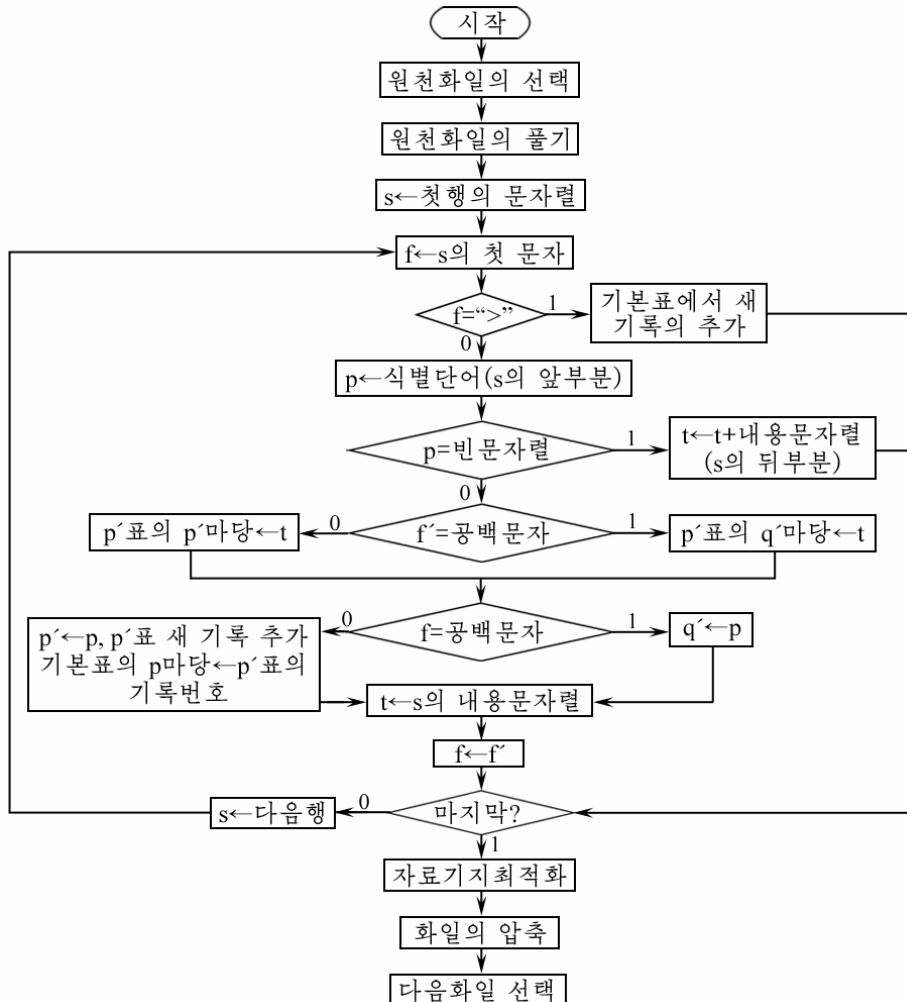 시작
원천화일의 선택
원천화일의 풀기
s←첫행의 문자렬
f←s의 첫 문자
f=“>”
1
기본표에서 새
기록의 추가
0
p←식별단어(s의 앞부분)
p=빈문자렬
1
t←t+내용문자렬
(s의 뒤부분)
0
p′표의 p′마당←t
0
f′=공백문자
1
p′표의 q′마당←t
p′←p, p′표 새 기록 추가
기본표의 p마당←p′표의
기록번호
0
f=공백문자
1
q′←p
t←s의 내용문자렬
f←f′
s←다음행
0
마지막?
1
자료기지최적화
화일의 압축
다음화일 선택